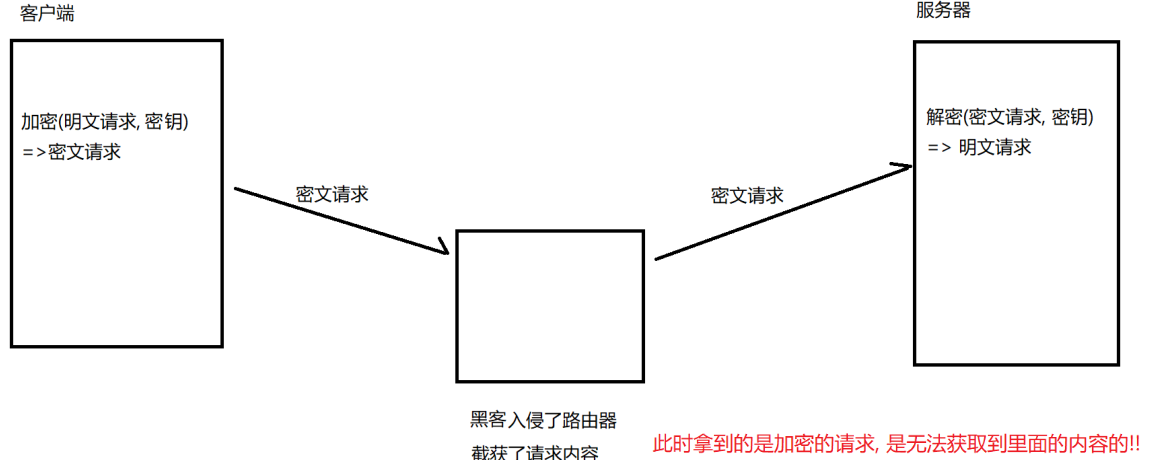 客户端
服务器
加密(明文请求, 密钥)
=>密文请求
解密(密文请求, 密钥)
=> 明文请求
密文请求
密文请求
黑客入侵了路由器
截获了请求内容
此时拿到的是加密的请求, 是无法获取到里面的内容的!!